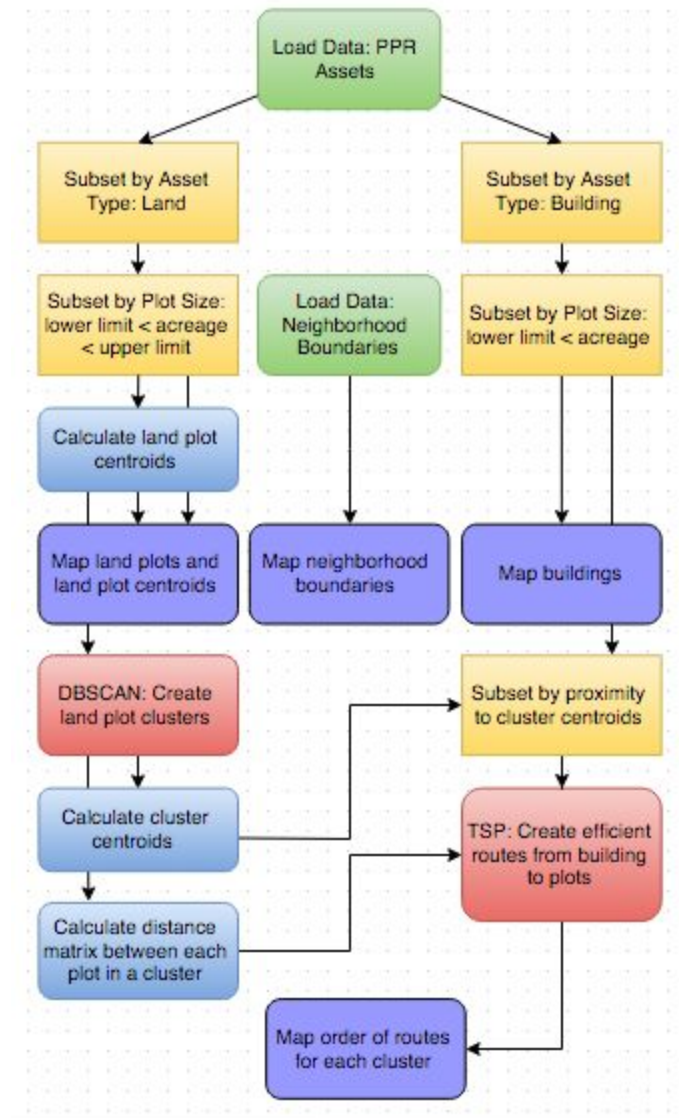 Load Data: PPR
Assets
Subset by Asset
Type: Land
Subset by Asset
Type: Building
Subset by Plot Size:
lower limit < acreage
< upper limit
Load Data:
Neighborhood
Boundaries
Subset by Plot Size:
lower limit < acreage
Calculate land plot
centroids
Map land plots and
land plot centroids
Map neighborhood
boundaries
Map buildings
DBSCAN: Create
land plot clusters
Subset by proximity
to cluster centroids
Calculate cluster
centroids
TSP: Create efficient
routes from building
to plots
Calculate distance
matrix between each
plot in a cluster
Map order of routes
for each cluster